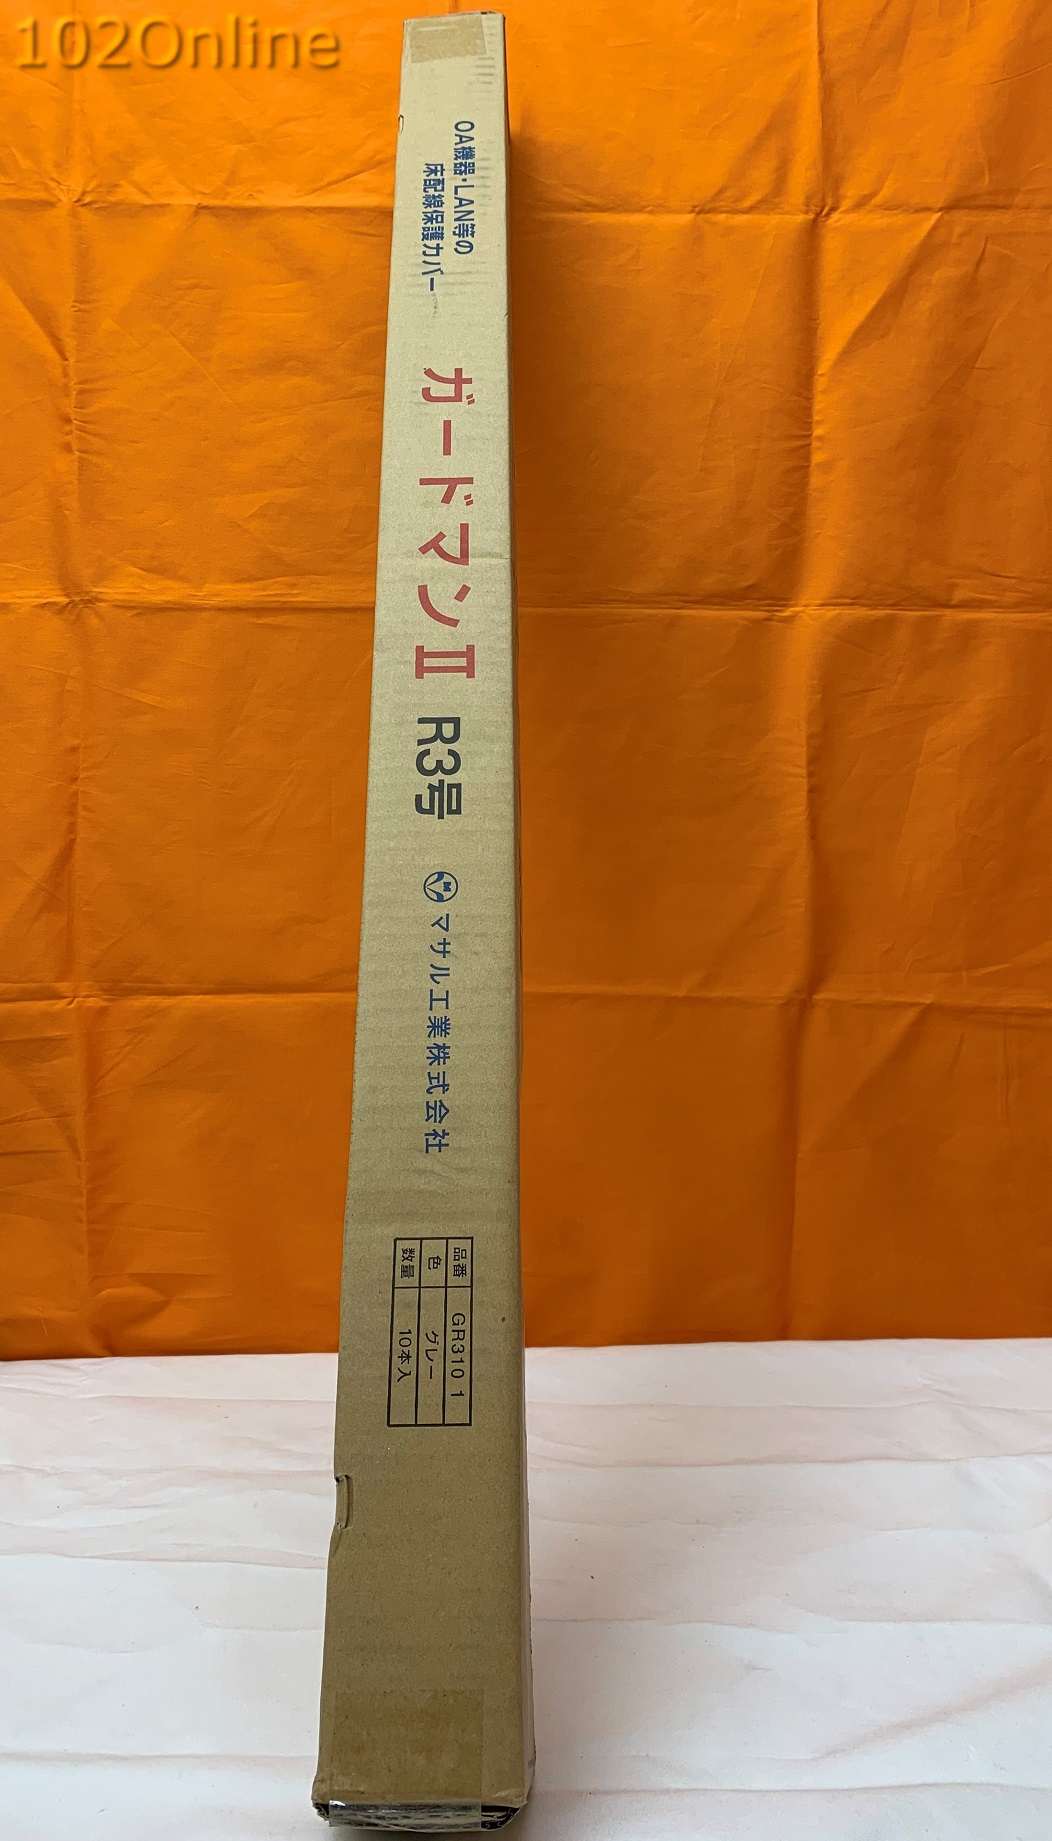 102Online
OA機器・LAN等の
床配線保護カバー
ガードマンII R3号
M マサル工業株式会社
品番 GR3101
色 グレー
数量 10本入